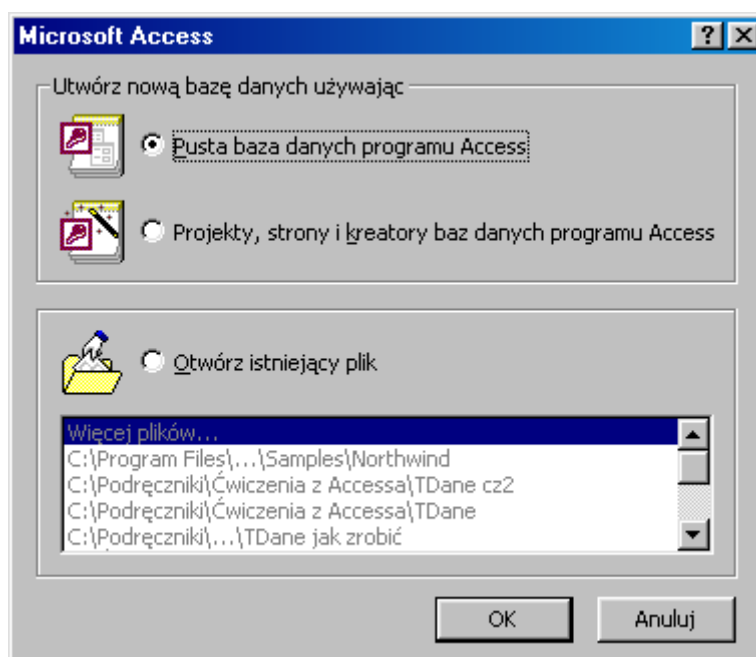 Microsoft Access
Utwórz nową bazę danych używając
Pusta baza danych programu Access
Projekty, strony i kreatory baz danych programu Access
Otwórz istniejący plik
Więcej plików...
C:\Program Files\...\Samples\Northwind
C:\Podręczniki\Ćwiczenia z Accessa\TDane cz2
C:\Podręczniki\Ćwiczenia z Accessa\TDane
C:\Podręczniki\...\TDane jak zrobić
OK
Anuluj